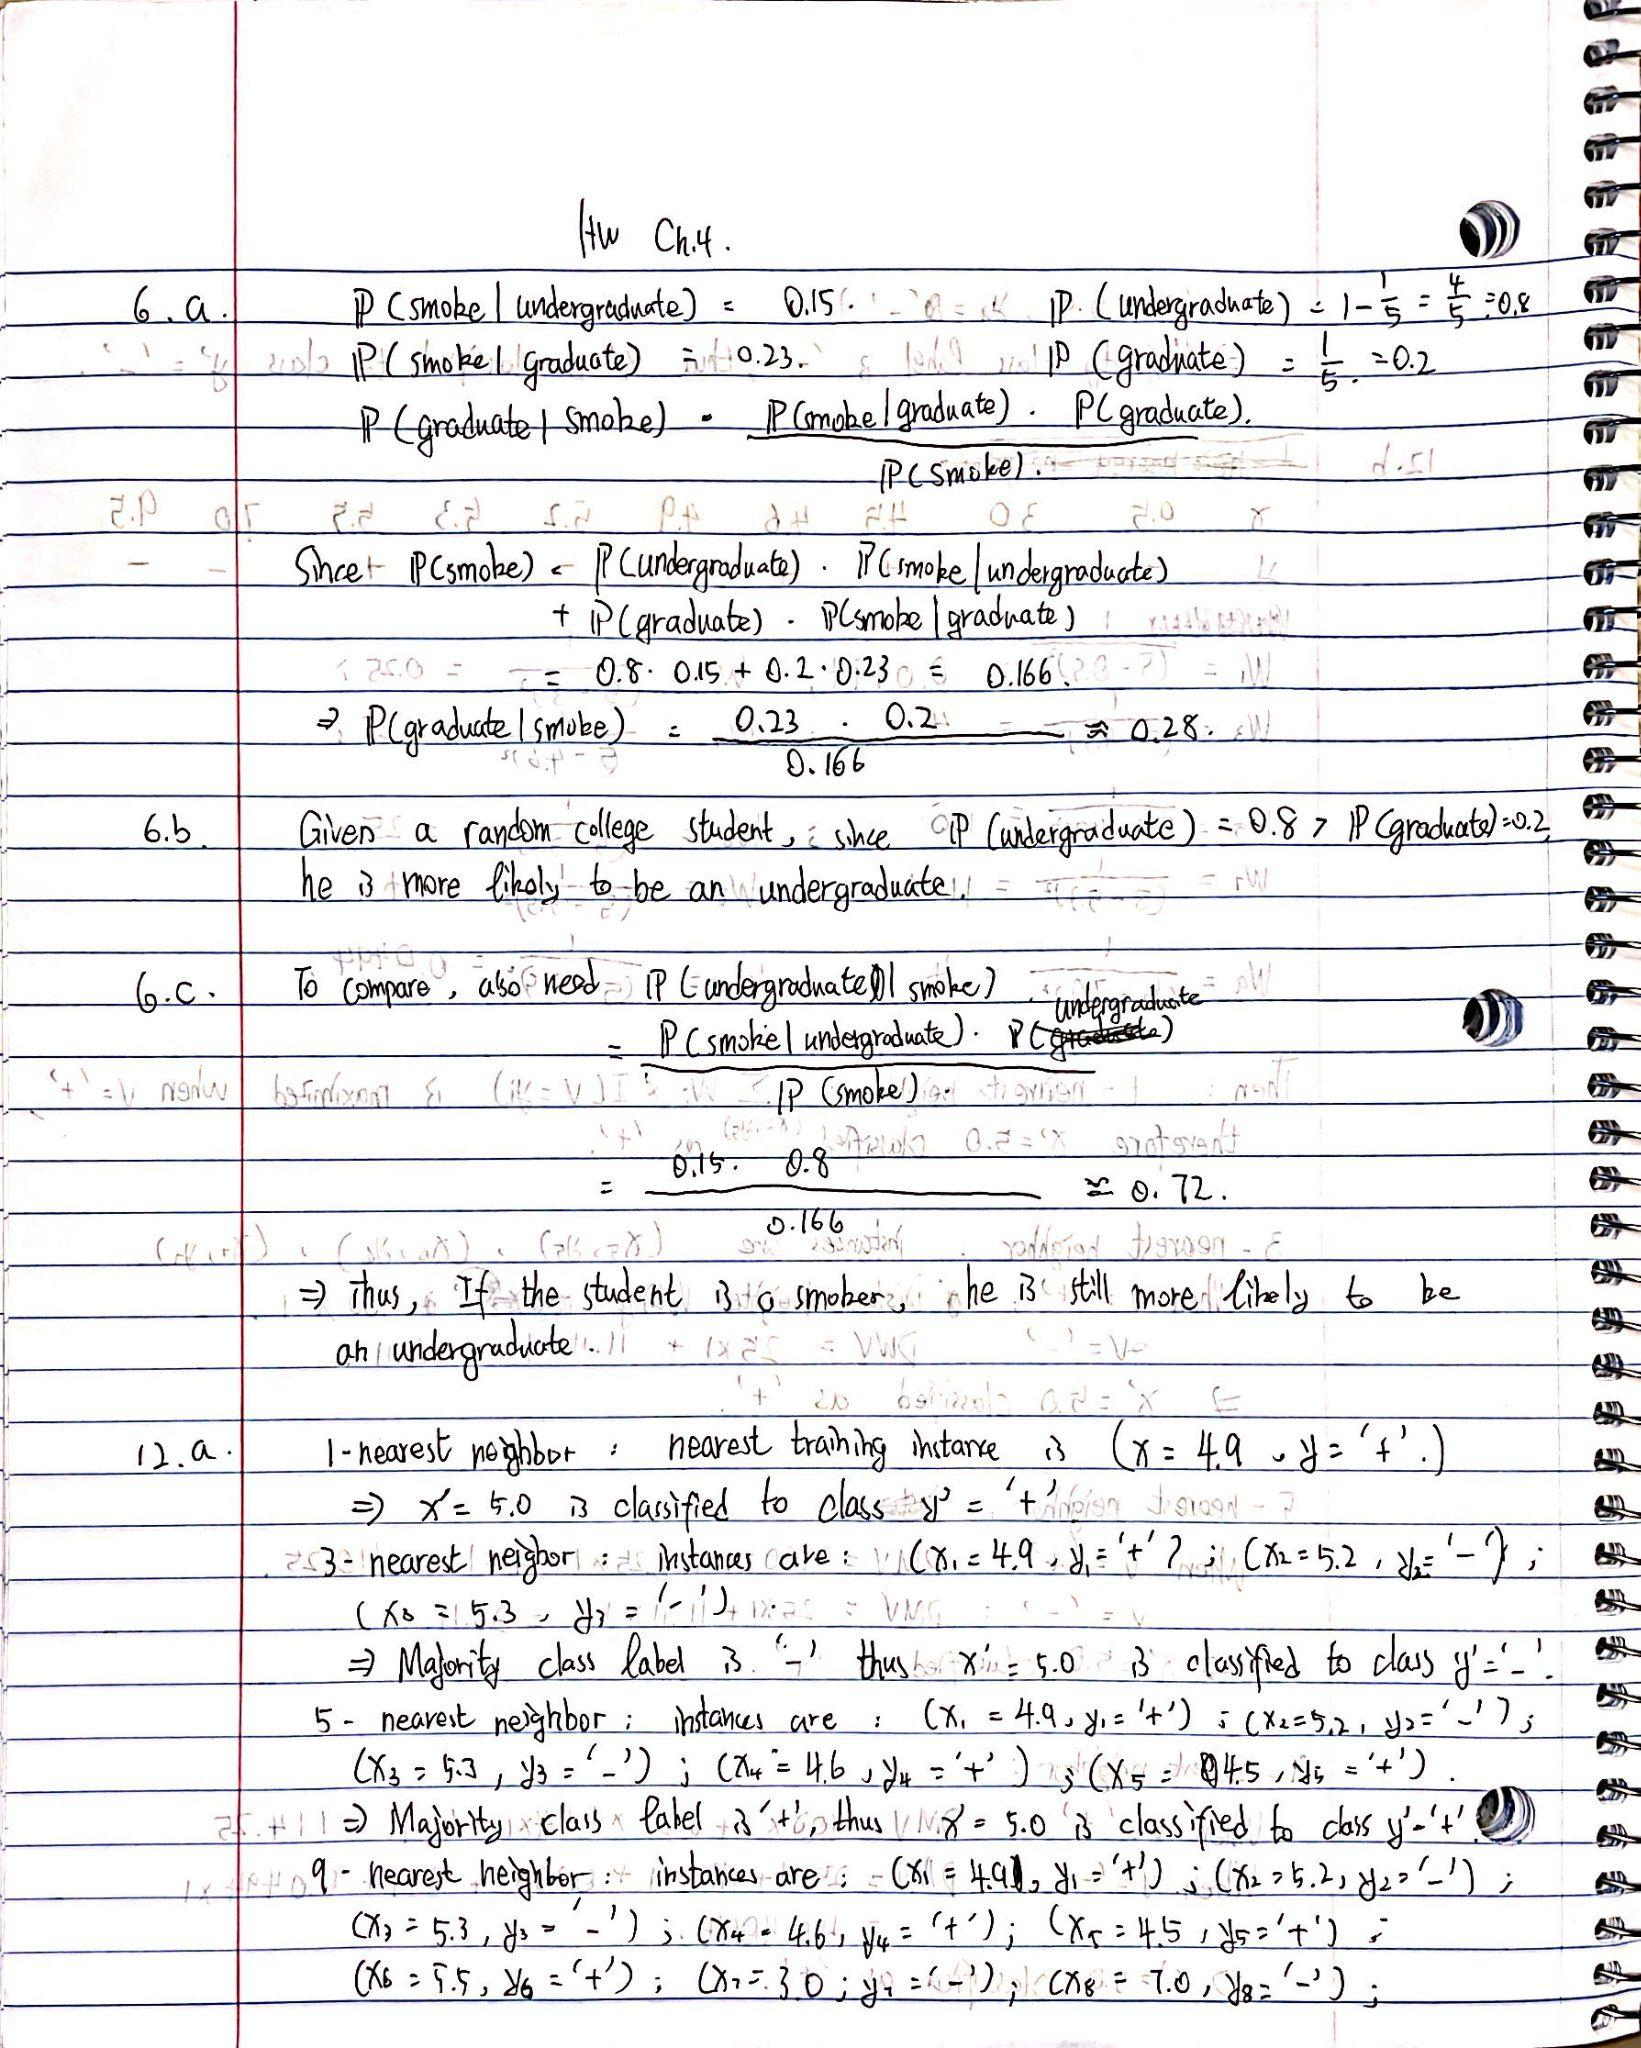 HW Ch.4.
6.a. P(smoke | undergraduate) = 0.15. P.(undergraduate) = 1 - 1/5 = 4/5 = 0.8
P(smoke | graduate) = 0.23. P(graduate) = 1/5. = 0.2
P(graduate | smoke) = P(smoke | graduate) . P(graduate). / P(smoke).
Since P(smoke) = P(undergraduate) . P(smoke | undergraduate)
+ P(graduate) . P(smoke | graduate)
= 0.8 . 0.15 + 0.2 . 0.23 = 0.166.
⇒ P(graduate | smoke) = 0.23 . 0.2 / 0.166 ≈ 0.28.
6.b. Given a random college student, since P(undergraduate) = 0.8 > P(graduate) = 0.2,
he is more likely to be an undergraduate.
6.c. To compare, also need P(undergraduate | smoke)
= P(smoke | undergraduate) . P(undergraduate) / P(smoke).
= 0.15 . 0.8 / 0.166 ≈ 0.72.
⇒ Thus, If the student is a smoker, he is still more likely to be
an undergraduate.
12.a. 1-nearest neighbor : nearest training instance is (x = 4.9 , y = '+'.)
⇒ x' = 5.0 is classified to class y' = '+'
3-nearest neigbor : instances are : (x1 = 4.9 , y1 = '+') ; (x2 = 5.2 , y2 = '-') ;
(x3 = 5.3 , y3 = '-')
⇒ Majority class label is '-' thus x' = 5.0 is classified to class y' = '-'.
5-nearest neighbor ; instances are : (x1 = 4.9 , y1 = '+') ; (x2 = 5.2 , y2 = '-') ;
(x3 = 5.3 , y3 = '-') ; (x4 = 4.6 , y4 = '+') ; (x5 = 4.5 , y5 = '+') .
⇒ Majority class label is '+', thus x' = 5.0 is classified to class y' = '+'
9-nearest neighbor : instances are : (x1 = 4.9 , y1 = '+') ; (x2 = 5.2 , y2 = '-') ;
(x3 = 5.3 , y3 = '-') ; (x4 = 4.6 , y4 = '+') ; (x5 = 4.5 , y5 = '+') ;
(x6 = 5.5 , y6 = '+') ; (x7 = 3.0 ; y7 = '-') ; (x8 = 7.0 , y8 = '-') ;